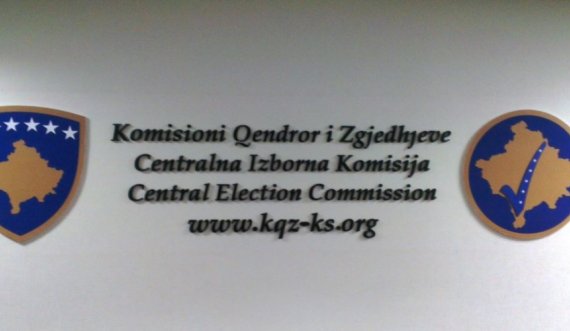 Komisioni Qendror i Zgjedhjeve
Centralna Izborna Komisija
Central Election Commission
www.kqz-ks.org